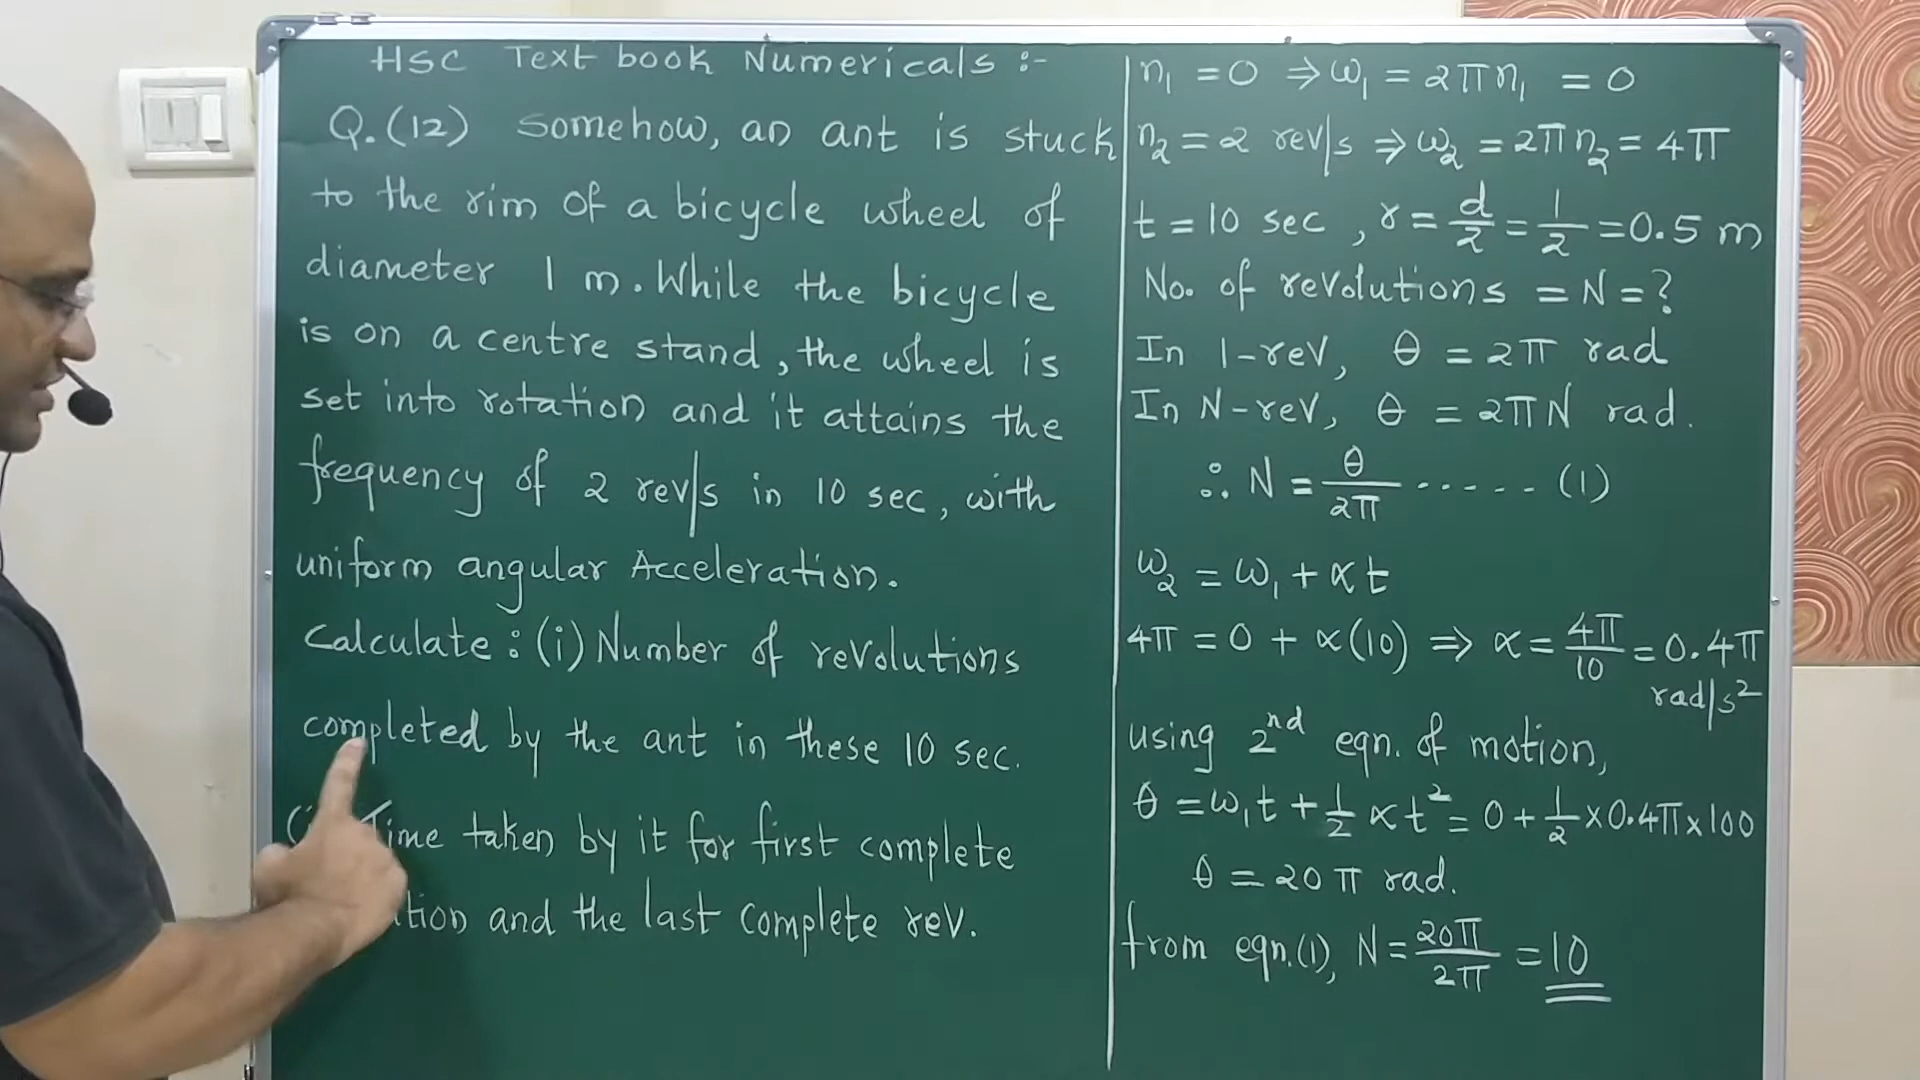 HSC Text book Numericals :-
Q.(12) Somehow, an ant is stuck
to the rim of a bicycle wheel of
diameter 1 m. While the bicycle
is on a centre stand, the wheel is
set into rotation and it attains the
frequency of 2 rev/s in 10 sec, with
uniform angular Acceleration.
Calculate : (i) Number of revolutions
completed by the ant in these 10 sec.
Time taken by it for first complete
and the last complete rev.
n₁ = 0 ⇒ ω₁ = 2πn₁ = 0
n₂ = 2 rev/s ⇒ ω₂ = 2πn₂ = 4π
t = 10 sec , r = d/2 = 1/2 = 0.5 m
No. of revolutions = N = ?
In 1-rev, θ = 2π rad
In N-rev, θ = 2πN rad.
∴ N = θ/2π ----- (1)
ω₂ = ω₁ + αt
4π = 0 + α(10) ⇒ α = 4π/10 = 0.4π
rad/s²
using 2nd eqn. of motion,
θ = ω₁t + 1/2 αt² = 0 + 1/2 × 0.4π × 100
θ = 20π rad.
from eqn.(1), N = 20π/2π = 10